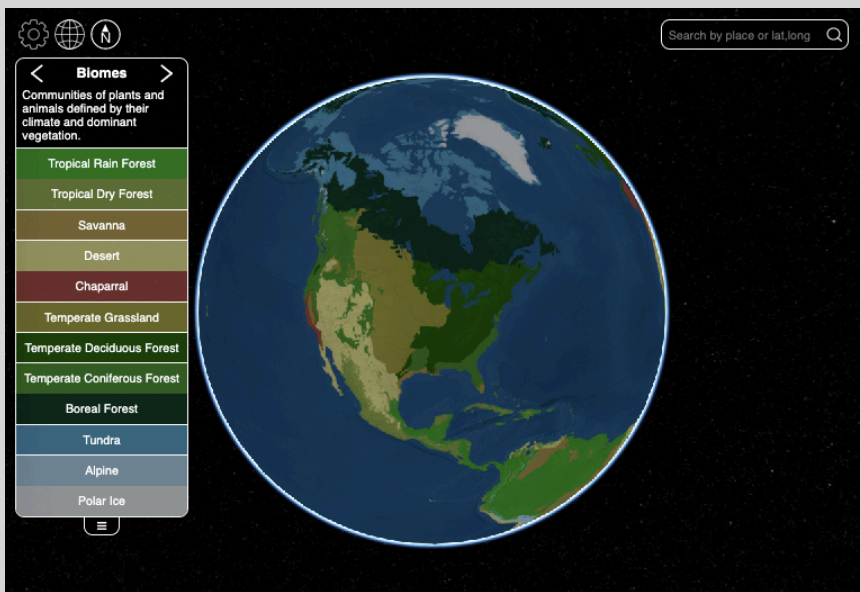 N
Search by place or lat,long
Biomes
Communities of plants and
animals defined by their
climate and dominant
vegetation.
Tropical Rain Forest
Tropical Dry Forest
Savanna
Desert
Chaparral
Temperate Grassland
Temperate Deciduous Forest
Temperate Coniferous Forest
Boreal Forest
Tundra
Alpine
Polar Ice